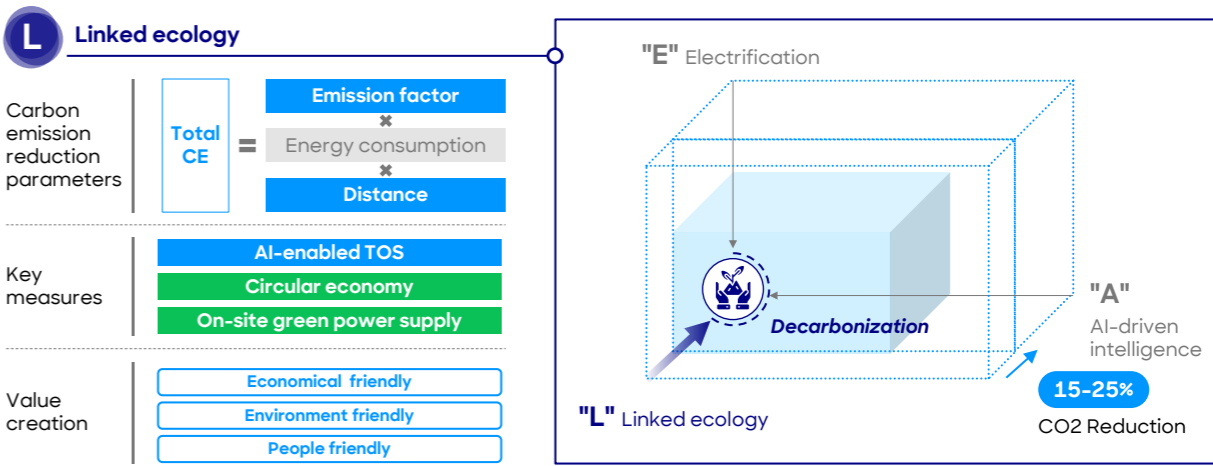 L
Linked ecology
Carbon
emission
reduction
parameters
Total
CE
=
Emission factor
×
Energy consumption
×
Distance
Key
measures
AI-enabled TOS
Circular economy
On-site green power supply
Value
creation
Economical friendly
Environment friendly
People friendly
"E" Electrification
Decarbonization
"A"
AI-driven
intelligence
15-25%
CO2 Reduction
"L" Linked ecology